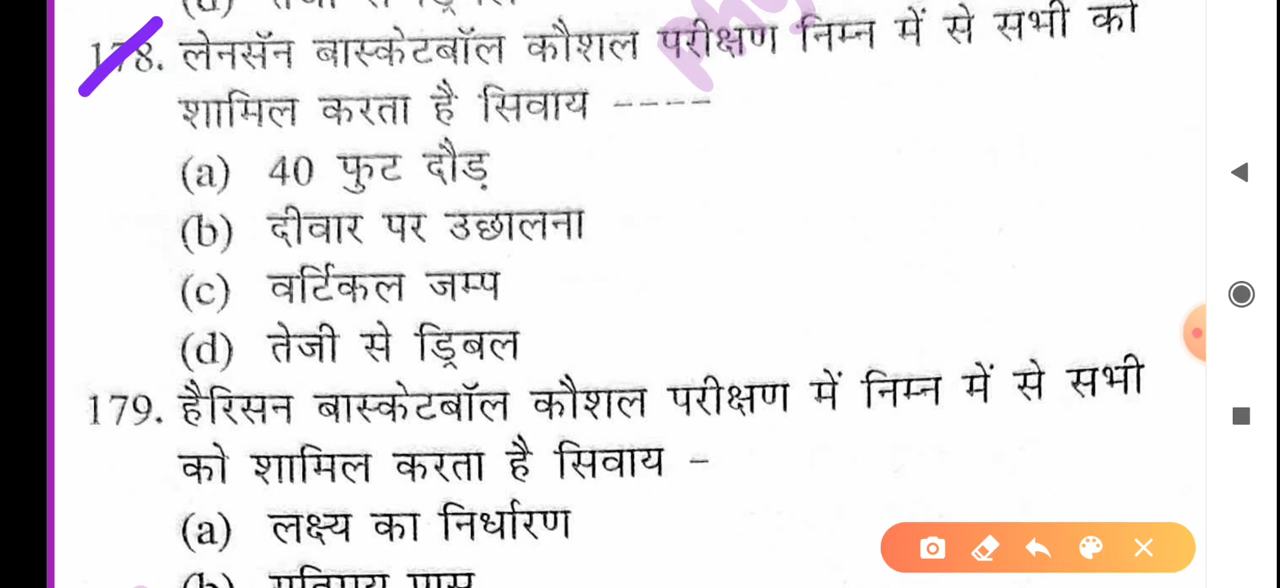 178. लेनसॅन बास्केटबॉल कौशल परीक्षण निम्न में से सभी को
शामिल करता है सिवाय ----
(a) 40 फुट दौड़
(b) दीवार पर उछालना
(c) वर्टिकल जम्प
(d) तेजी से ड्रिबल
179. हैरिसन बास्केटबॉल कौशल परीक्षण में निम्न में से सभी
को शामिल करता है सिवाय -
(a) लक्ष्य का निर्धारण